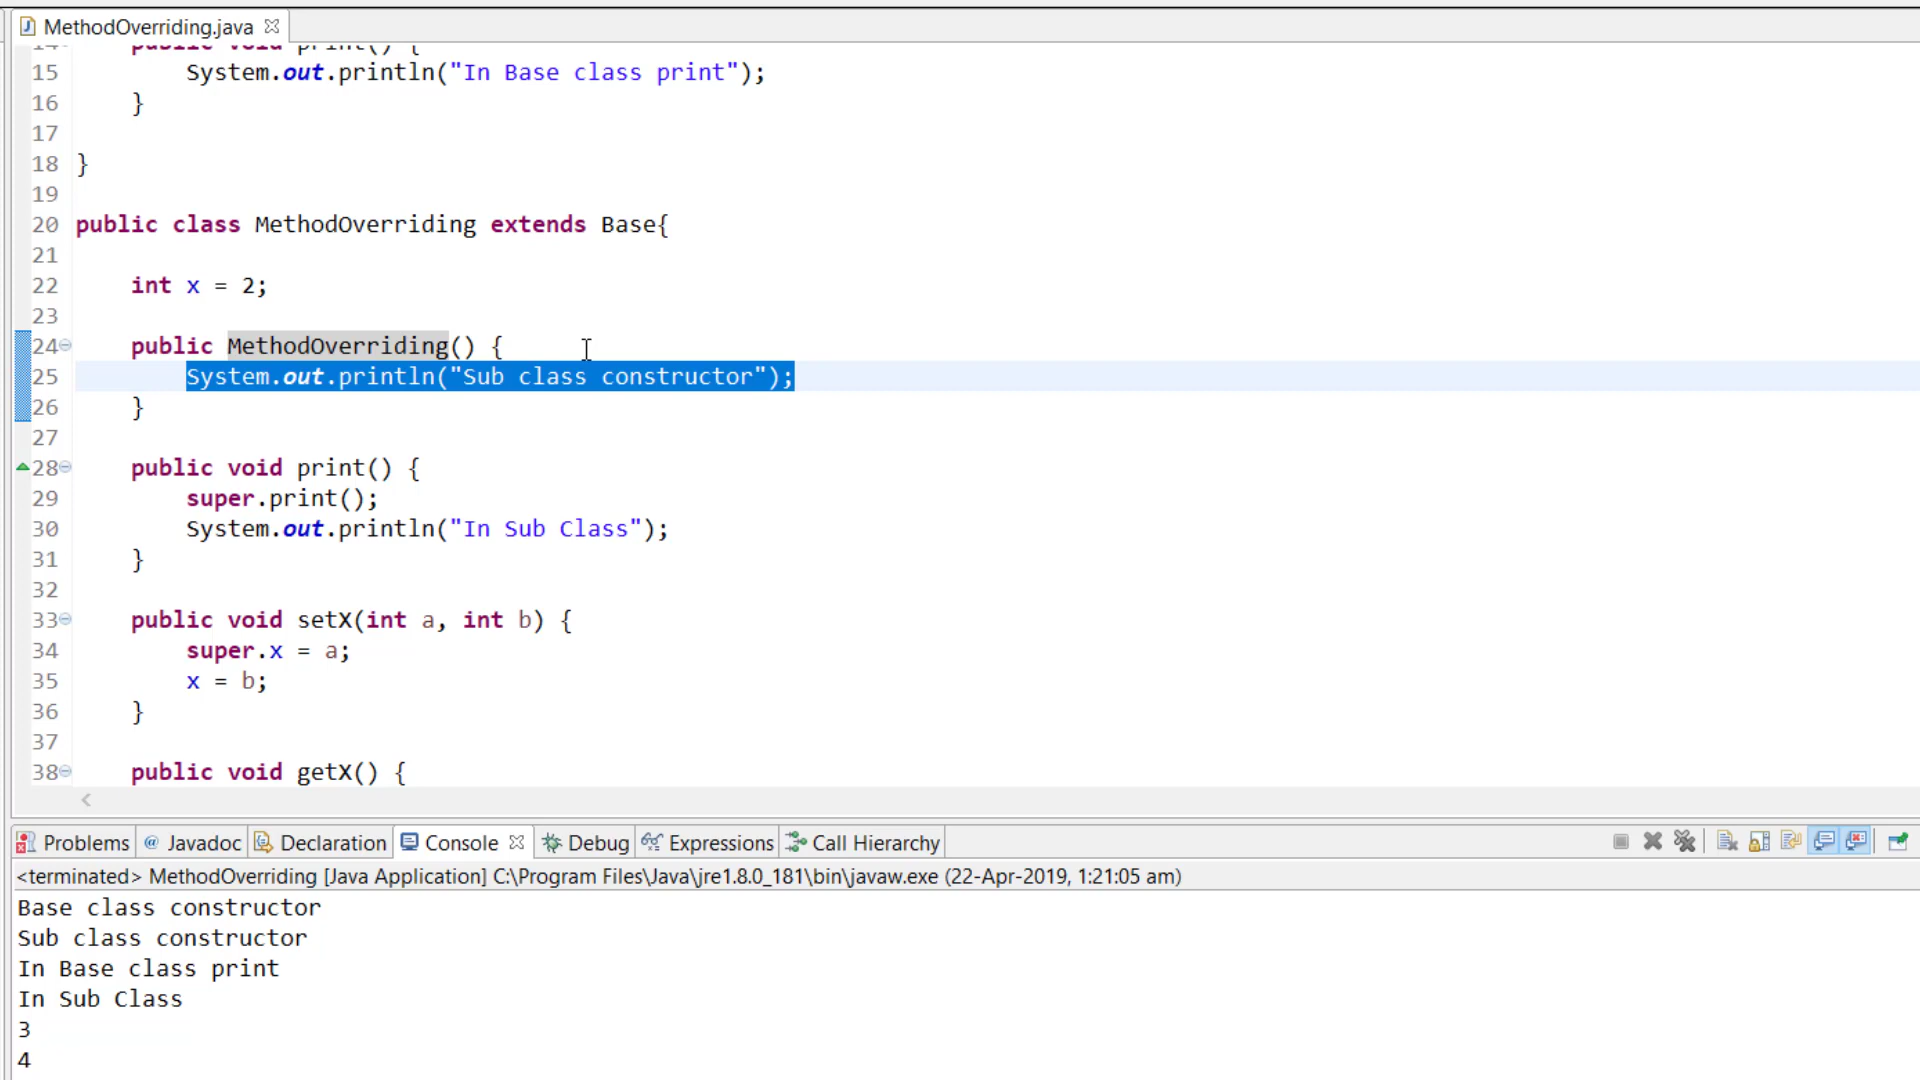 MethodOverriding.java
14 public void print() {
15 System.out.println("In Base class print");
16 }
17
18 }
19
20 public class MethodOverriding extends Base{
21
22 int x = 2;
23
24 public MethodOverriding() {
25 System.out.println("Sub class constructor");
26 }
27
28 public void print() {
29 super.print();
30 System.out.println("In Sub Class");
31 }
32
33 public void setX(int a, int b) {
34 super.x = a;
35 x = b;
36 }
37
38 public void getX() {
Problems @ Javadoc Declaration Console Debug Expressions Call Hierarchy
<terminated> MethodOverriding [Java Application] C:\Program Files\Java\jre1.8.0_181\bin\javaw.exe (22-Apr-2019, 1:21:05 am)
Base class constructor
Sub class constructor
In Base class print
In Sub Class
3
4